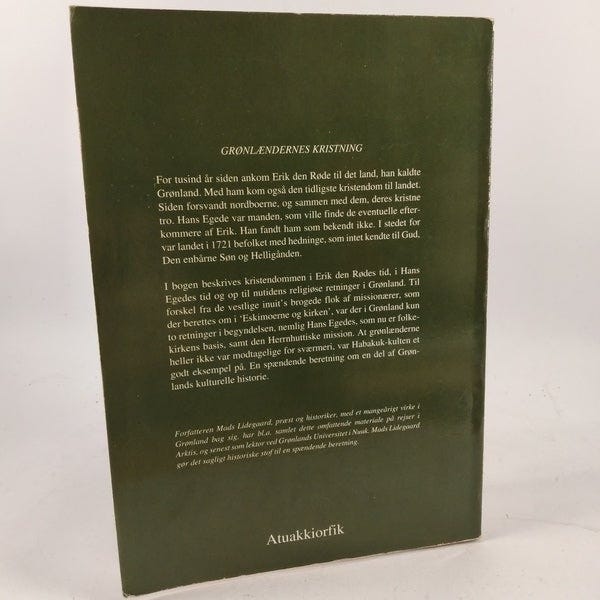 GRØNLÆNDERNES KRISTNING
For tusind år siden ankom Erik den Røde til det land, han kaldte
Grønland. Med ham kom også den tidligste kristendom til landet.
Siden forsvandt nordboerne, og sammen med dem, deres kristne
tro. Hans Egede var manden, som ville finde de eventuelle efter-
kommere af Erik. Han fandt ham som bekendt ikke. I stedet for
var landet i 1721 befolket med hedninge, som intet kendte til Gud,
Den enbårne Søn og Helligånden.
I bogen beskrives kristendommen i Erik den Rødes tid, i Hans
Egedes tid og op til nutidens religiøse retninger i Grønland. Til
forskel fra de vestlige inuit's brogede flok af missionærer, som
der berettes om i 'Eskimoerne og kirken', var der i Grønland kun
to retninger i begyndelsen, nemlig Hans Egedes, som nu er folke-
kirkens basis, samt den Herrnhuttiske mission. At grønlænderne
heller ikke var modtagelige for sværmeri, var Habakuk-kulten et
godt eksempel på. En spændende beretning om en del af Grøn-
lands kulturelle historie.
Forfatteren Mads Lidegaard, præst og historiker, med et mangeårigt virke i
Grønland bag sig, har bl.a. samlet dette omfattende materiale på rejser i
Arktis, og senest som lektor ved Grønlands Universitet i Nuuk. Mads Lidegaard
gør det sagligt historiske stof til en spændende beretning.
Atuakkiorfik